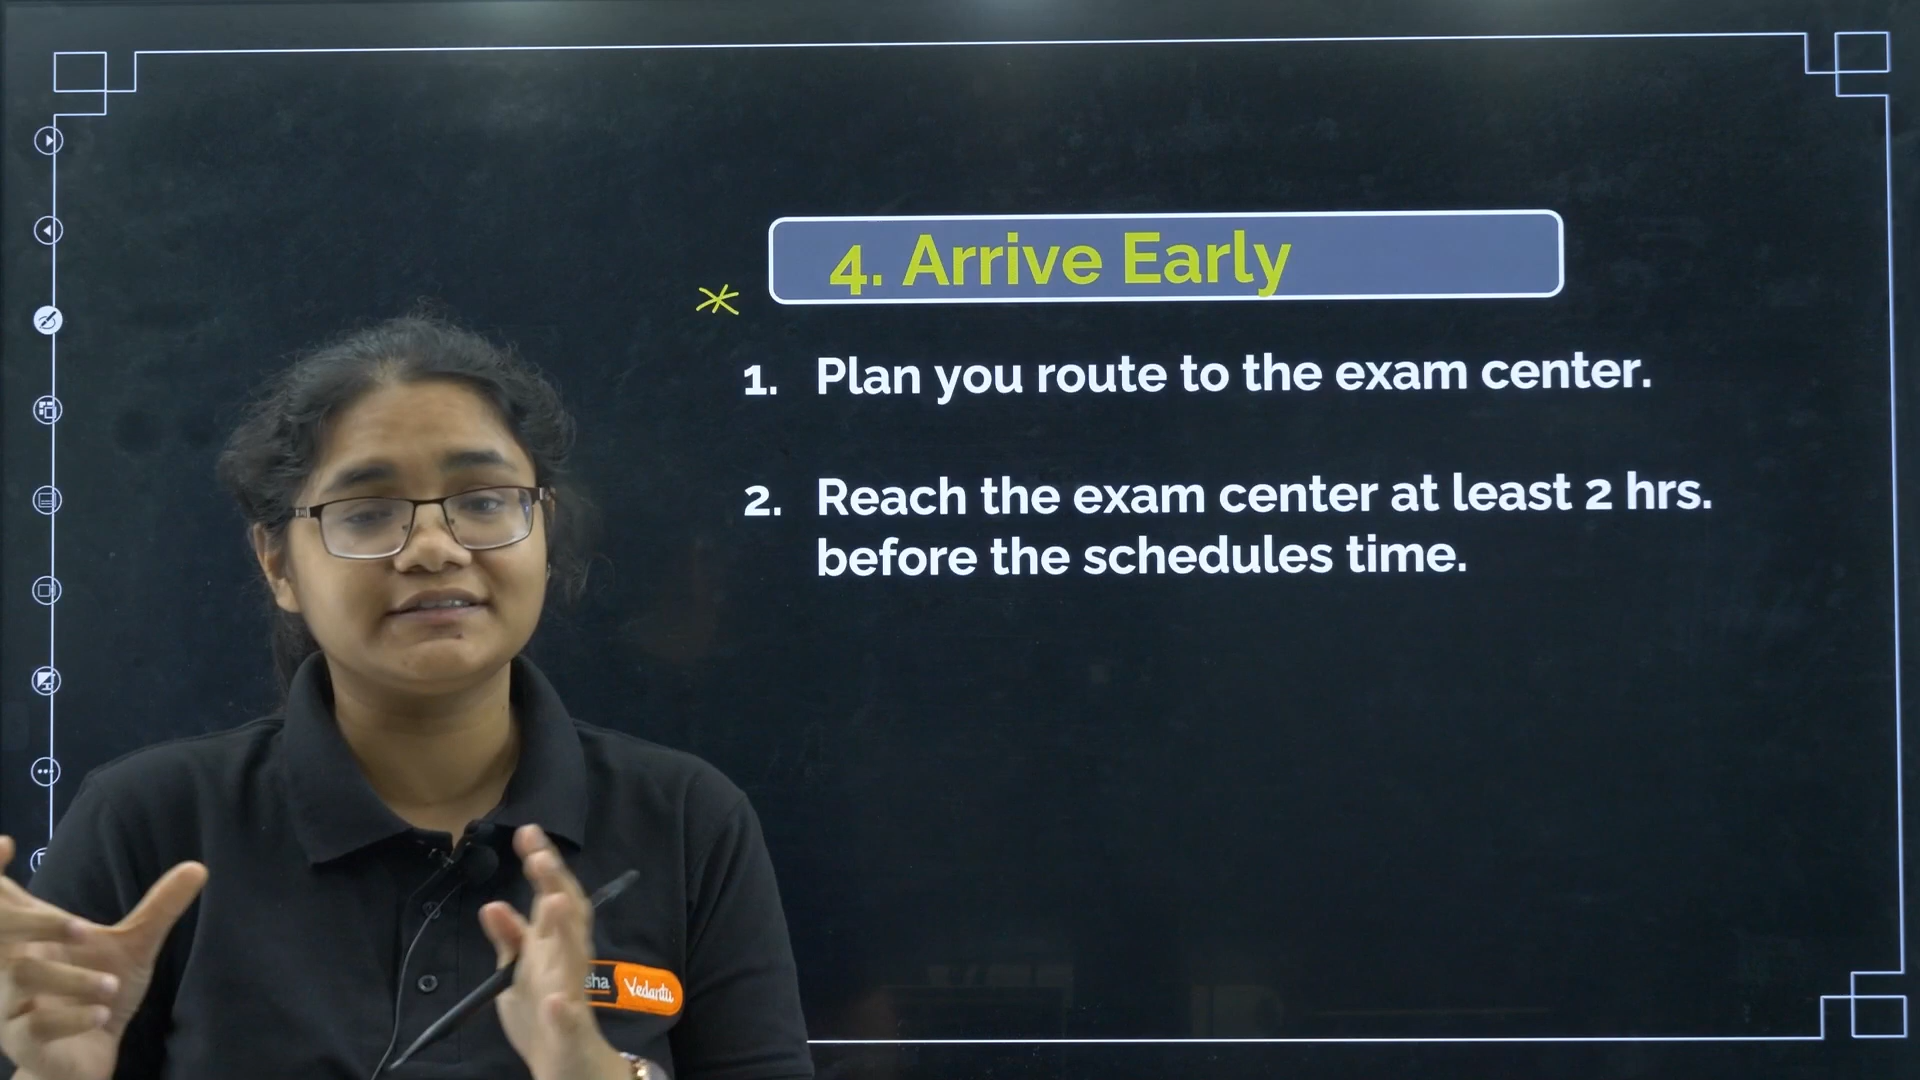 4. Arrive Early
1. Plan you route to the exam center.
2. Reach the exam center at least 2 hrs.
before the schedules time.
sha Vedantu